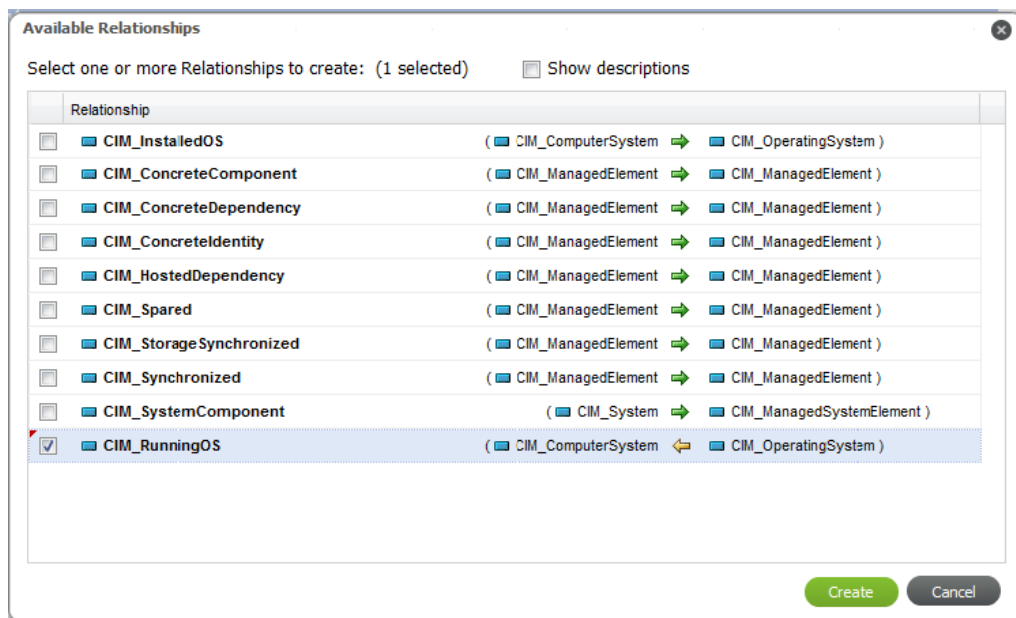 Available Relationships
Select one or more Relationships to create: (1 selected) Show descriptions
Relationship
CIM_InstalledOS ( CIM_ComputerSystem CIM_OperatingSystem )
CIM_ConcreteComponent ( CIM_ManagedElement CIM_ManagedElement )
CIM_ConcreteDependency ( CIM_ManagedElement CIM_ManagedElement )
CIM_ConcreteIdentity ( CIM_ManagedElement CIM_ManagedElement )
CIM_HostedDependency ( CIM_ManagedElement CIM_ManagedElement )
CIM_Spared ( CIM_ManagedElement CIM_ManagedElement )
CIM_StorageSynchronized ( CIM_ManagedElement CIM_ManagedElement )
CIM_Synchronized ( CIM_ManagedElement CIM_ManagedElement )
CIM_SystemComponent ( CIM_System CIM_ManagedSystemElement )
CIM_RunningOS ( CIM_ComputerSystem CIM_OperatingSystem )
Create Cancel